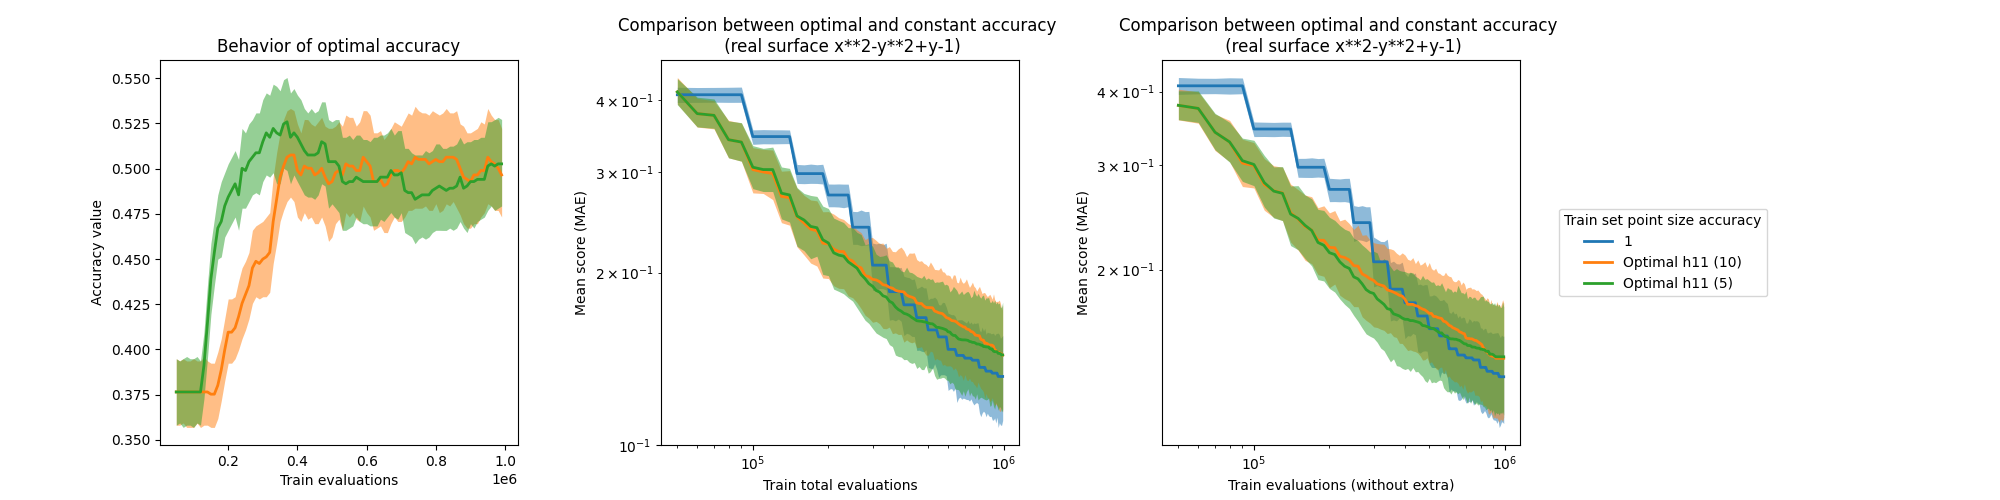 Behavior of optimal accuracy
0.550
0.525
0.500
0.475
0.450
0.425
0.400
0.375
0.350
Accuracy value
0.2
0.4
0.6
0.8
1.0
1e6
Train evaluations
Comparison between optimal and constant accuracy
(real surface x**2-y**2+y-1)
4 × 10⁻¹
3 × 10⁻¹
2 × 10⁻¹
10⁻¹
Mean score (MAE)
10⁵
10⁶
Train total evaluations
Comparison between optimal and constant accuracy
(real surface x**2-y**2+y-1)
4 × 10⁻¹
3 × 10⁻¹
2 × 10⁻¹
Mean score (MAE)
10⁵
10⁶
Train evaluations (without extra)
Train set point size accuracy
1
Optimal h11 (10)
Optimal h11 (5)